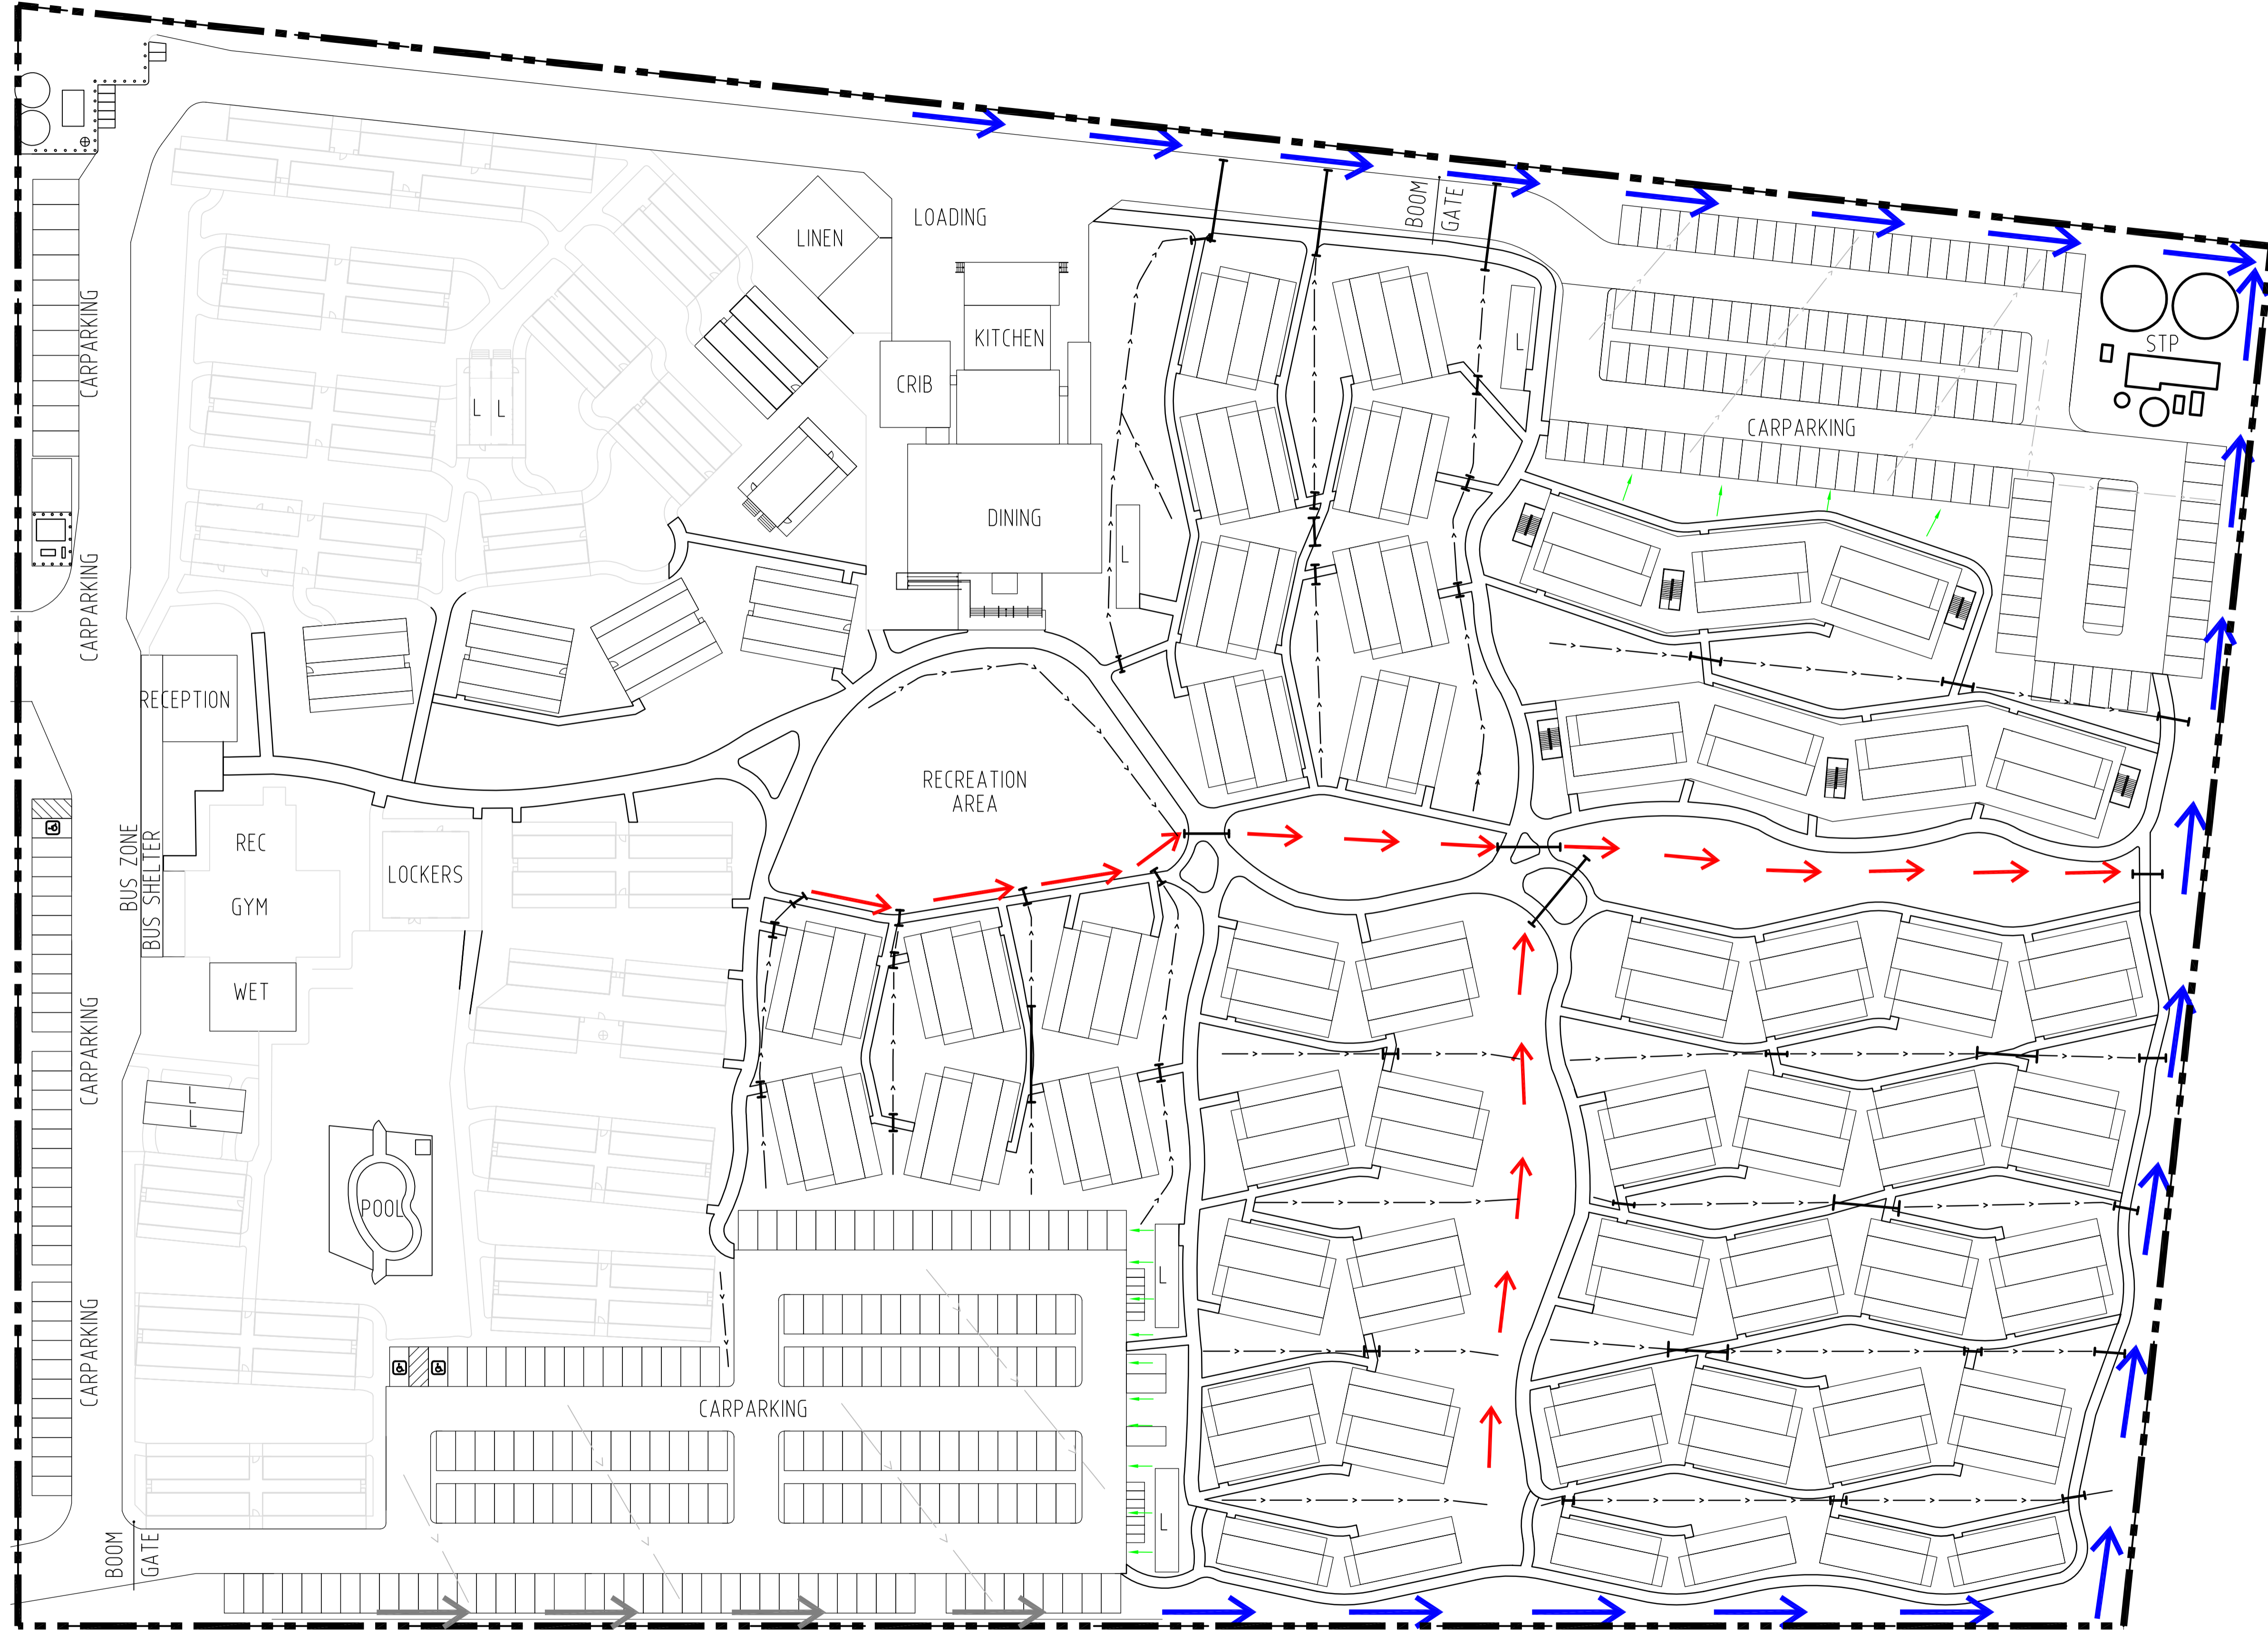 LINEN
LOADING
BOOM
GATE
KITCHEN
CRIB
L
STP
CARPARKING
L
L
CARPARKING
DINING
L
CARPARKING
RECEPTION
RECREATION
AREA
BUS ZONE
BUS SHELTER
REC
GYM
LOCKERS
WET
CARPARKING
L
L
POOL
L
CARPARKING
CARPARKING
L
BOOM
GATE